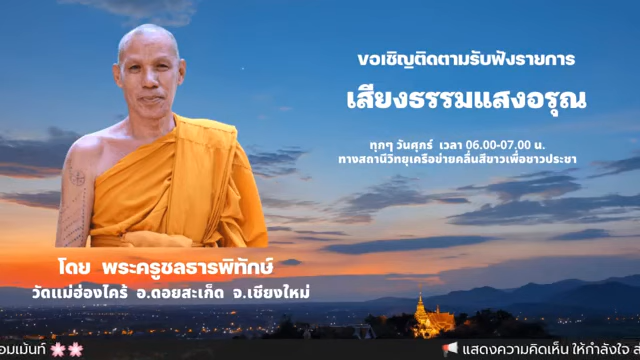 ขอเชิญติดตามรับฟังรายการ
เสียงธรรมแสงอรุณ
ทุกๆ วันศุกร์ เวลา 06.00-07.00 น.
ทางสถานีวิทยุเครือข่ายคลื่นสีขาวเพื่อชาวประชา
โดย พระครูชลธารพิทักษ์
วัดแม่ฮ่องไคร้ อ.ดอยสะเก็ด จ.เชียงใหม่
อมเม้นท์ 🌸🌸 📢 แสดงความคิดเห็น ให้กำลังใจ ส